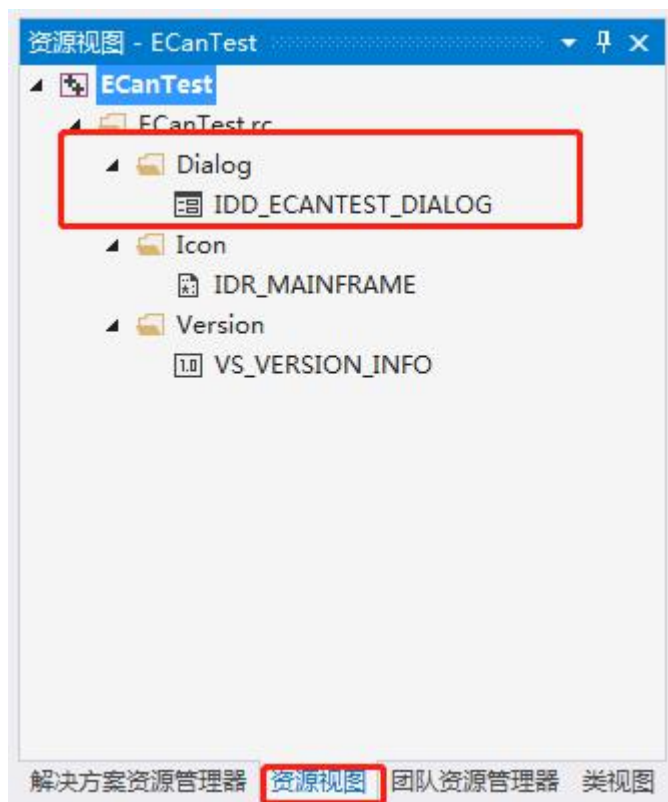 资源视图 - ECanTest
ECanTest
ECanTest.rc
Dialog
IDD_ECANTEST_DIALOG
Icon
IDR_MAINFRAME
Version
1.0 VS_VERSION_INFO
解决方案资源管理器 资源视图 团队资源管理器 类视图